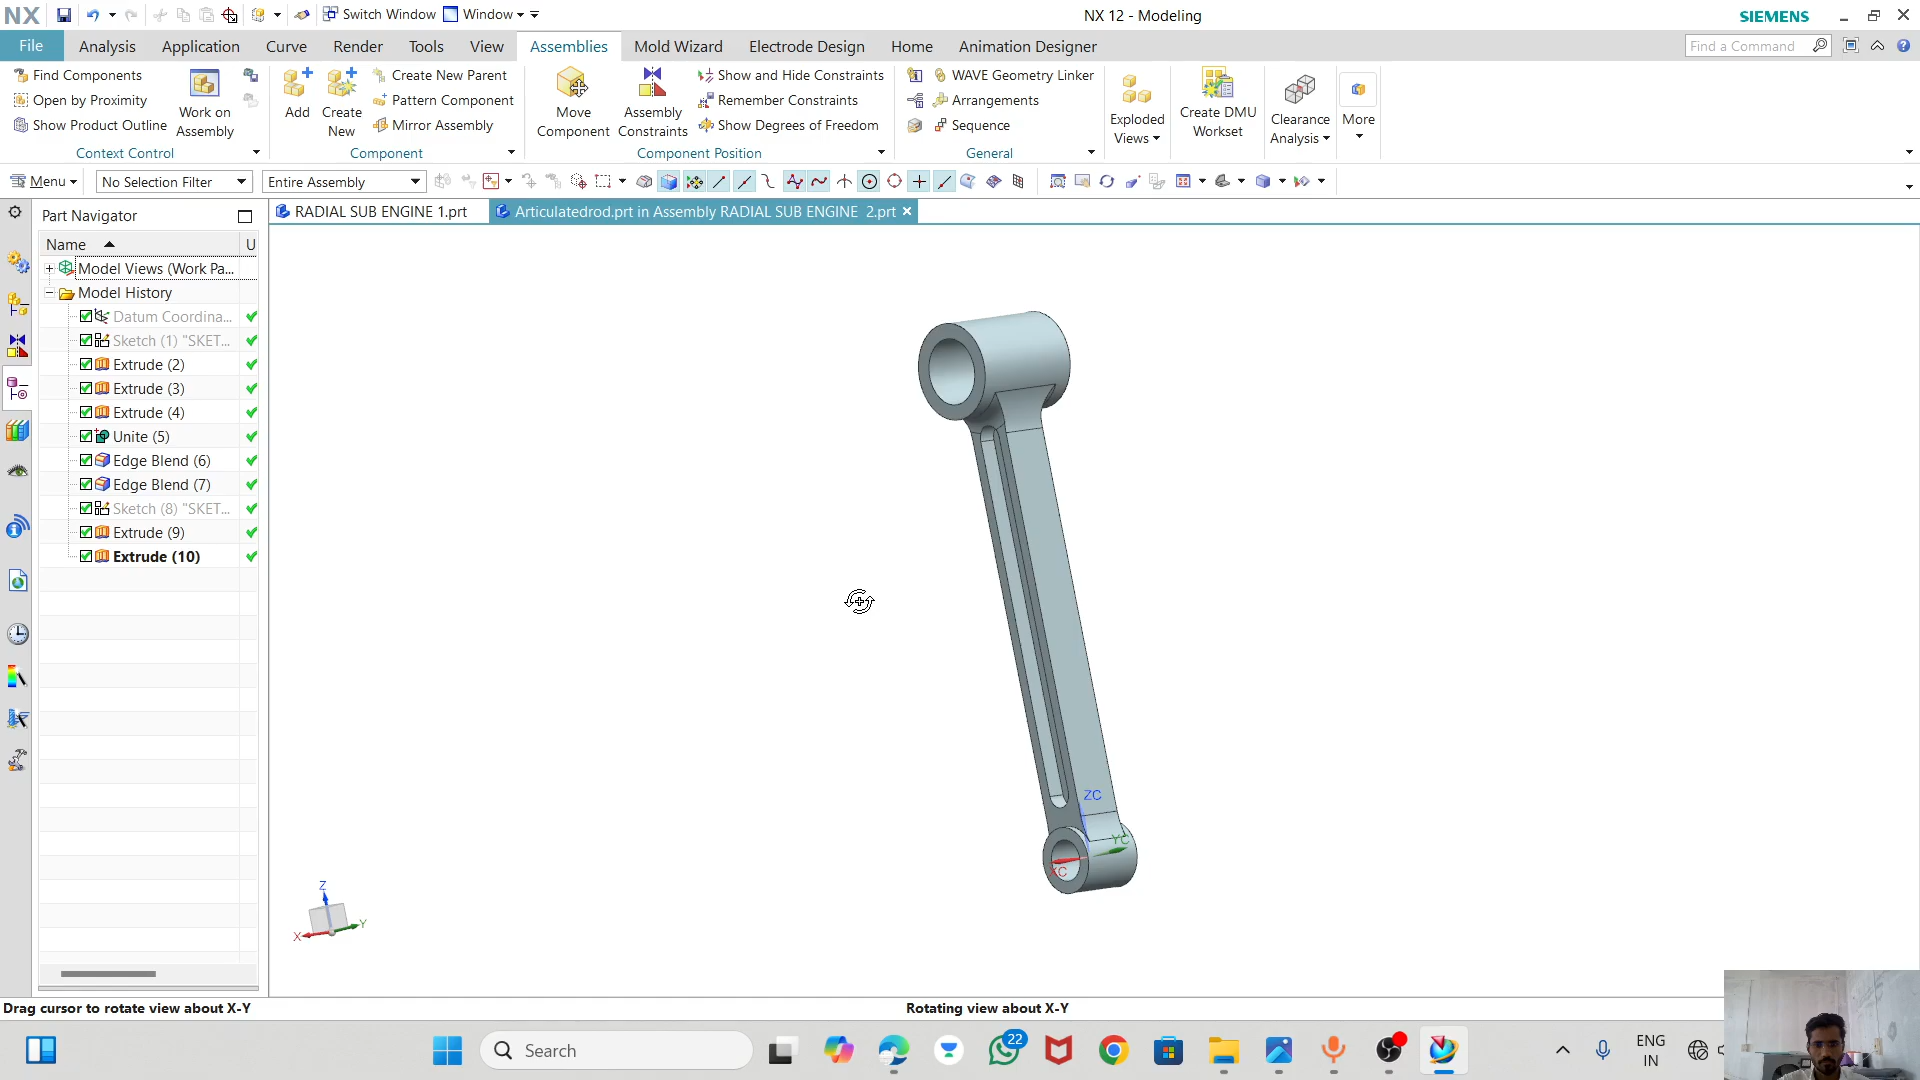 NX
Switch Window
Window
NX 12 - Modeling
SIEMENS
File
Analysis
Application
Curve
Render
Tools
View
Assemblies
Mold Wizard
Electrode Design
Home
Animation Designer
Find a Command
Find Components
Open by Proximity
Show Product Outline
Work on
Assembly
Context Control
Add
Create
New
Create New Parent
Pattern Component
Mirror Assembly
Component
Move
Component
Assembly
Constraints
Show and Hide Constraints
Remember Constraints
Show Degrees of Freedom
Component Position
WAVE Geometry Linker
Arrangements
Sequence
General
Exploded
Views
Create DMU
Workset
Clearance
Analysis
More
Menu
No Selection Filter
Entire Assembly
Part Navigator
RADIAL SUB ENGINE 1.prt
Articulatedrod.prt in Assembly RADIAL SUB ENGINE 2.prt
Name
U
Model Views (Work Pa...
Model History
Datum Coordina...
Sketch (1) "SKET...
Extrude (2)
Extrude (3)
Extrude (4)
Unite (5)
Edge Blend (6)
Edge Blend (7)
Sketch (8) "SKET...
Extrude (9)
Extrude (10)
ZC
YC
XC
Z
Y
X
Drag cursor to rotate view about X-Y
Rotating view about X-Y
Search
22
ENG
IN